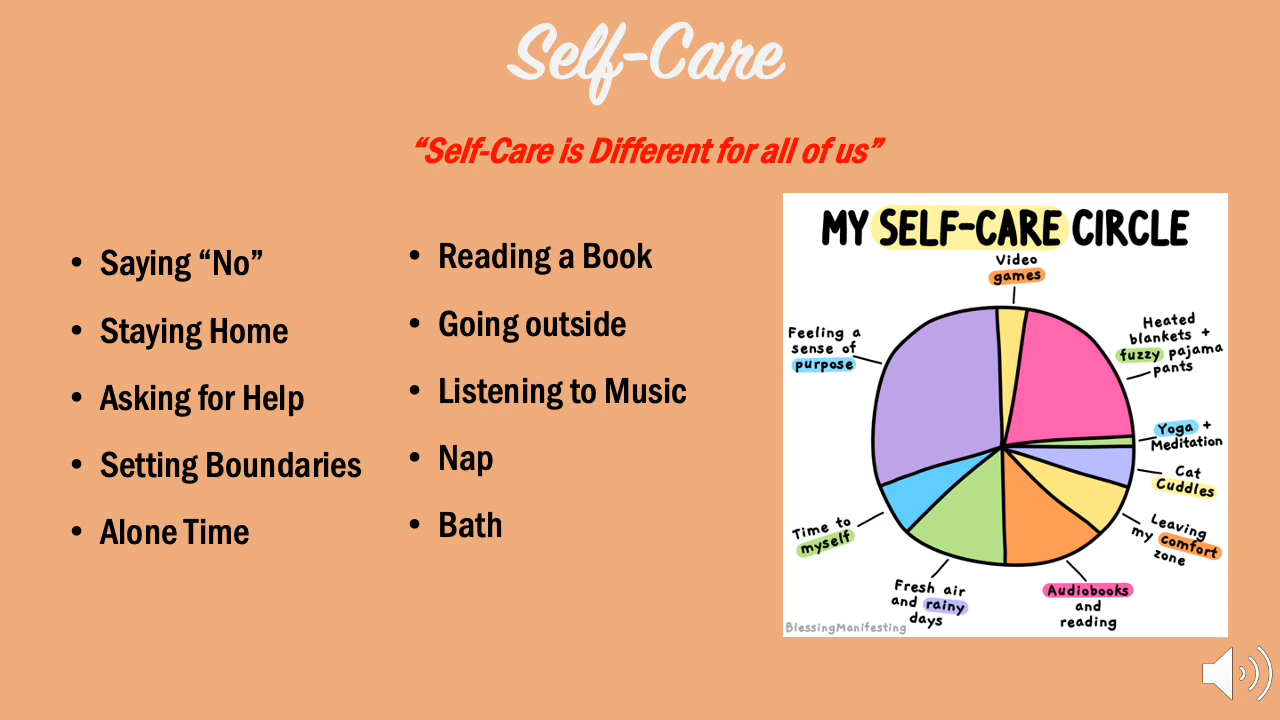 Self-Care
“Self-Care is Different for all of us”
• Saying “No”
• Staying Home
• Asking for Help
• Setting Boundaries
• Alone Time
• Reading a Book
• Going outside
• Listening to Music
• Nap
• Bath
MY SELF-CARE CIRCLE
Video
games
Heated
blankets +
fuzzy pajama
pants
Yoga +
Meditation
Cat
Cuddles
Leaving
my comfort
zone
Audiobooks
and
reading
Fresh air
and rainy
days
Time to
myself
Feeling a
sense of
purpose
BlessingManifesting